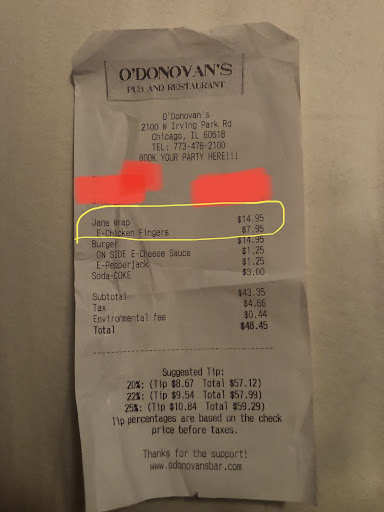 O'DONOVAN'S
PUB AND RESTAURANT
O'Donovan's
2100 W Irving Park Rd
Chicago, IL 60618
TEL: 773-478-2100
BOOK YOUR PARTY HERE!!!
Jane Wrap $14.95
E-Chicken Fingers $7.95
Burger $14.95
ON SIDE E-Cheese Sauce $1.25
E-Pepperjack $1.25
Soda-COKE $3.00
Subtotal $43.35
Tax $4.66
Environmental fee $0.44
Total $48.45
Suggested Tip:
20%: (Tip $8.67 Total $57.12)
22%: (Tip $9.54 Total $57.99)
25%: (Tip $10.84 Total $59.29)
Tip percentages are based on the check
price before taxes.
Thanks for the support!
www.odonovansbar.com